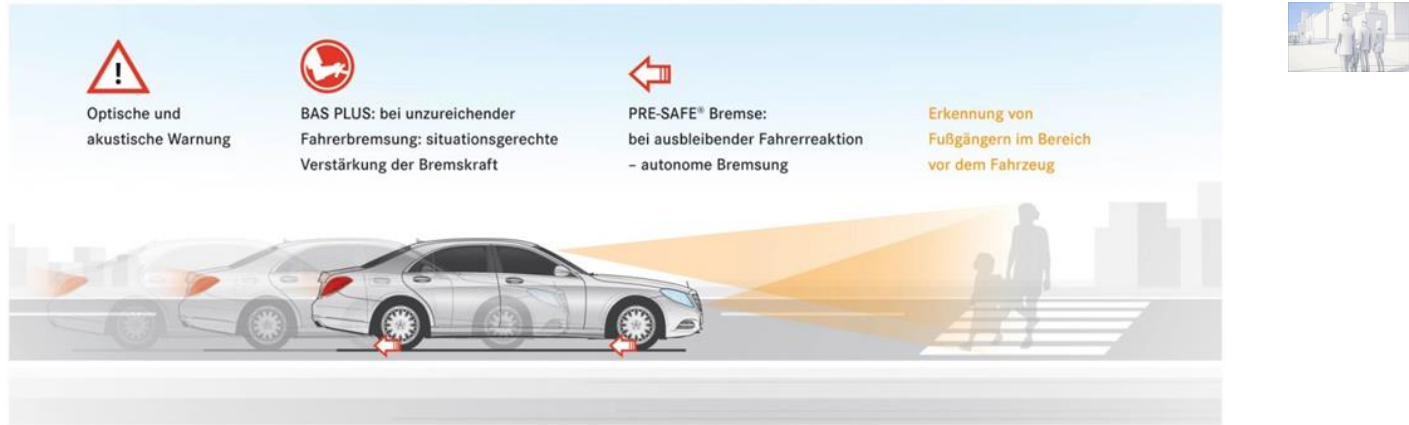 !
Optische und
akustische Warnung
BAS PLUS: bei unzureichender
Fahrerbremsung: situationsgerechte
Verstärkung der Bremskraft
PRE-SAFE® Bremse:
bei ausbleibender Fahrerreaktion
– autonome Bremsung
Erkennung von
Fußgängern im Bereich
vor dem Fahrzeug